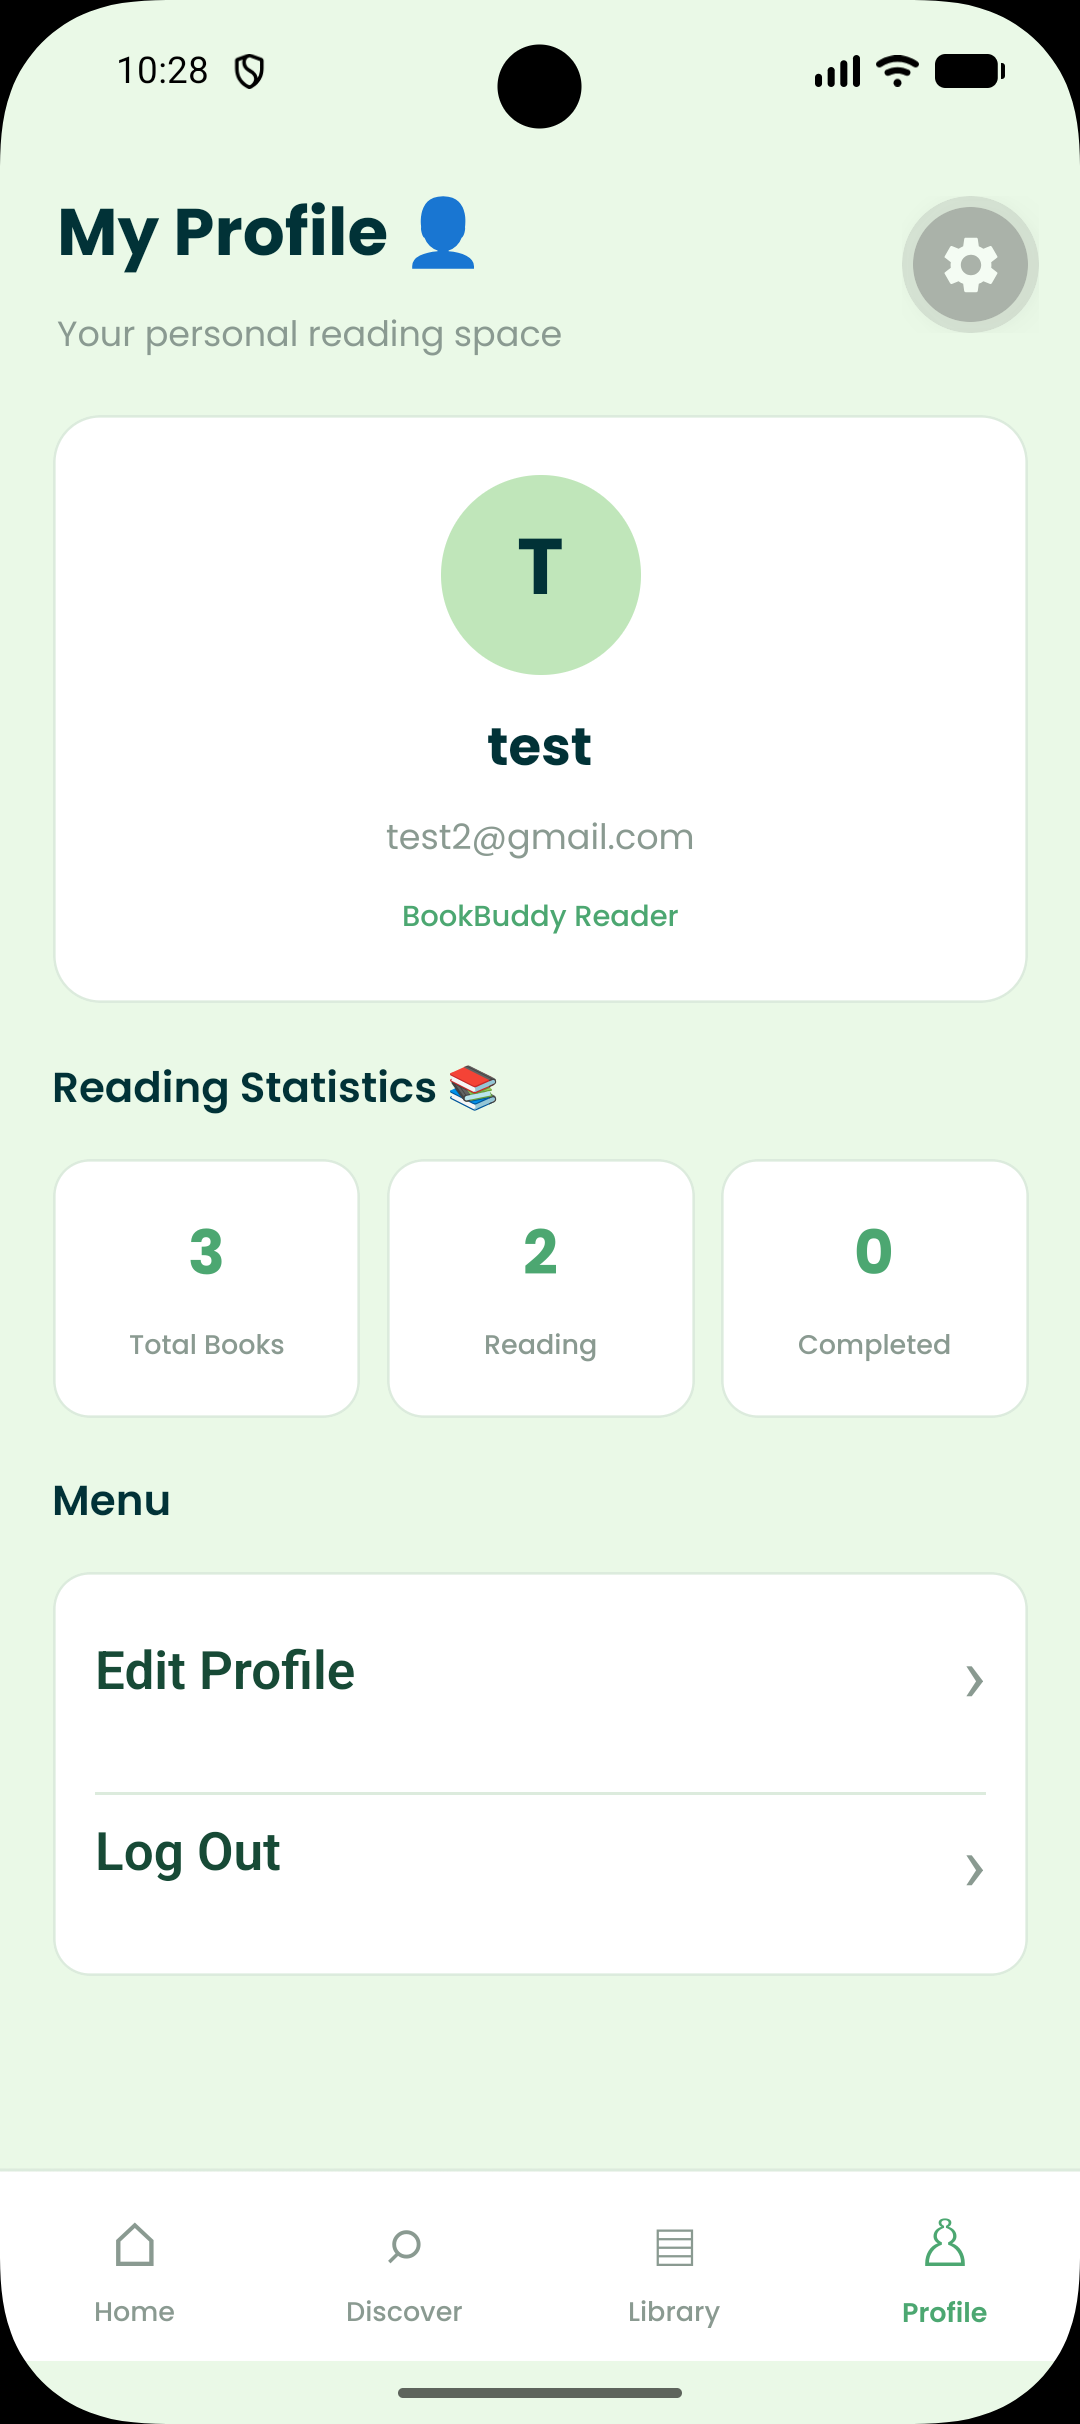 10:28
My Profile 👤
Your personal reading space
T
test
test2@gmail.com
BookBuddy Reader
Reading Statistics 📚
3 2 0
Total Books Reading Completed
Menu
Edit Profile ›
Log Out ›
Home Discover Library Profile